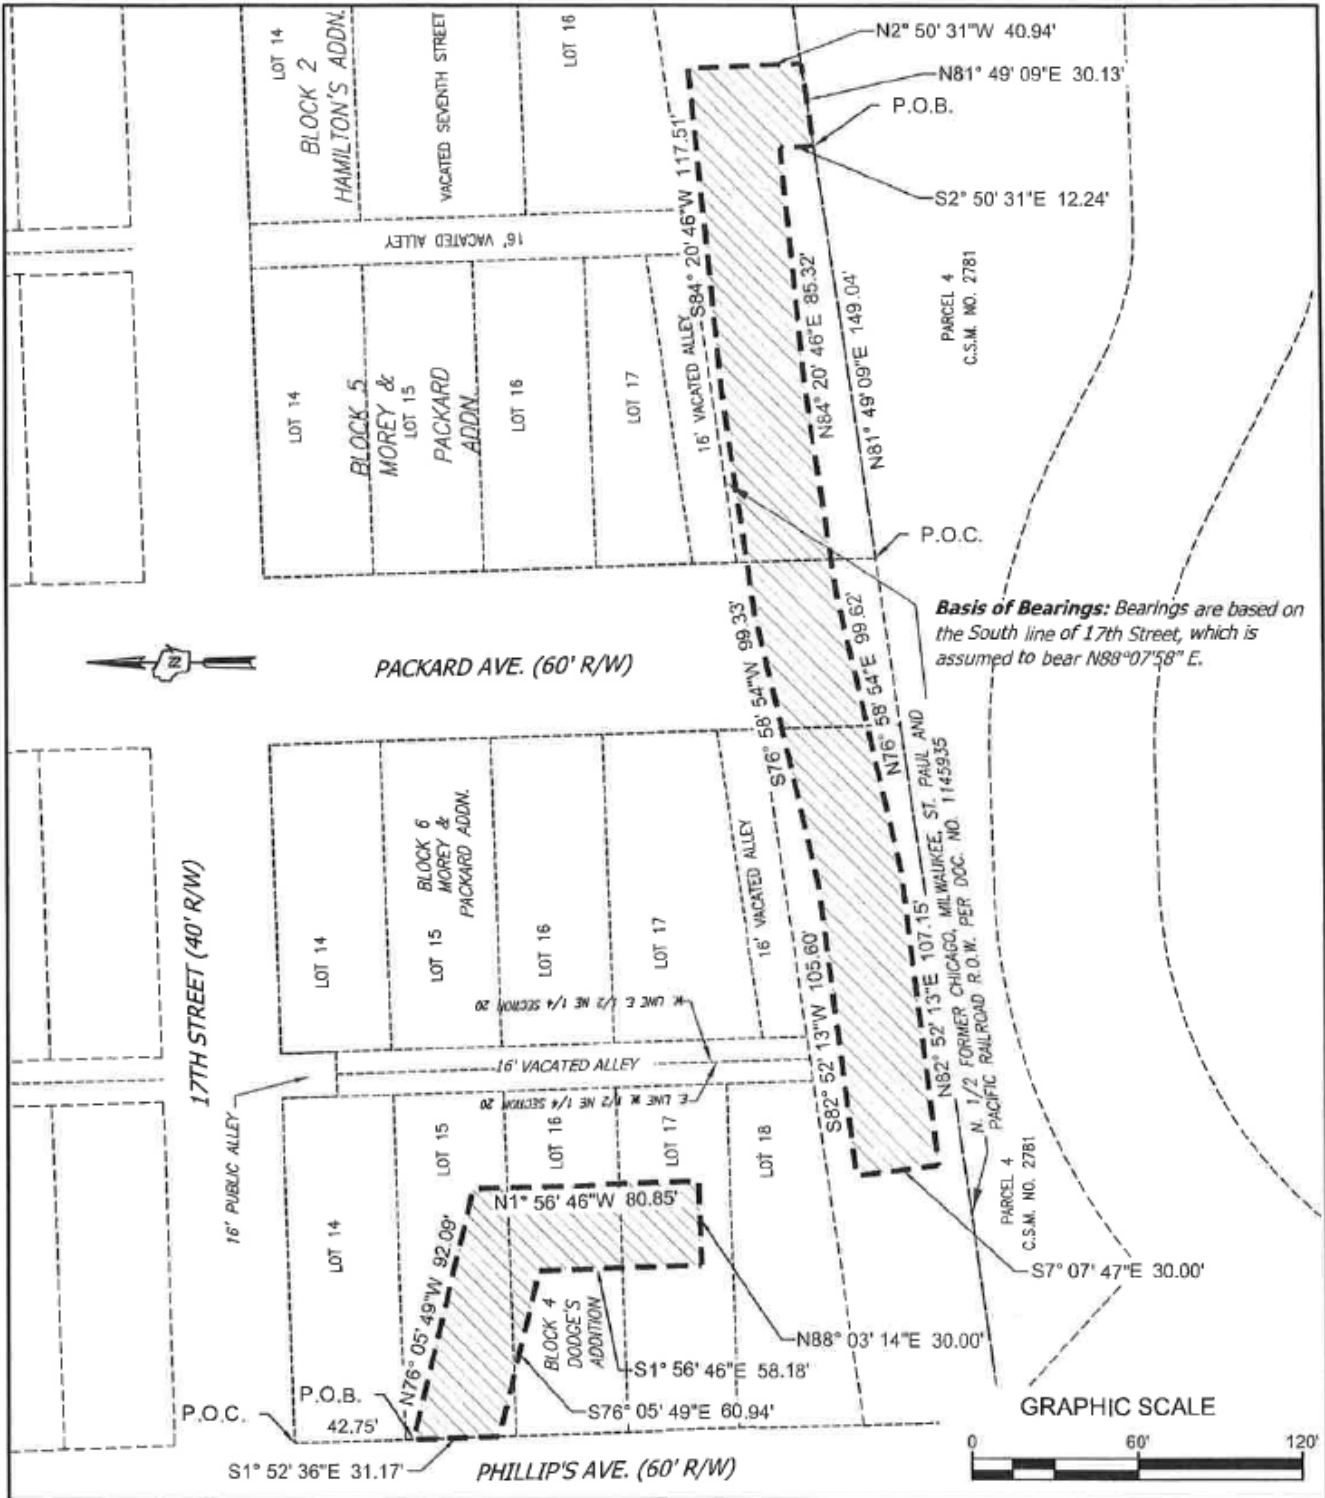 LOT 14
BLOCK 2
HAMILTON'S ADDN.
VACATED SEVENTH STREET
LOT 16
N2° 50' 31"W 40.94'
N81° 49' 09"E 30.13'
P.O.B.
S2° 50' 31"E 12.24'
S84° 20' 46"W 117.51'
16' VACATED ALLEY
N84° 20' 46"E 85.32'
N81° 49' 09"E 149.04'
PARCEL 4
C.S.M. NO. 2781
LOT 14
BLOCK 5
MOREY &
LOT 15
PACKARD
ADDN.
LOT 16
LOT 17
16' VACATED ALLEY
P.O.C.
Basis of Bearings: Bearings are based on
the South line of 17th Street, which is
assumed to bear N88°07'58" E.
N
PACKARD AVE. (60' R/W)
S76° 58' 54"W 99.33'
N76° 58' 54"E 99.62'
17TH STREET (40' R/W)
LOT 14
LOT 15
BLOCK 6
MOREY &
PACKARD ADDN.
LOT 16
LOT 17
16' VACATED ALLEY
S82° 52' 13"W 105.60'
N82° 52' 13"E 107.15'
N. 1/2 FORMER CHICAGO, MILWAUKEE, ST. PAUL AND
PACIFIC RAILROAD R.O.W. PER DOC. NO. 1145935
W. LINE E. 1/2 NE 1/4 SECTION 20
16' VACATED ALLEY
E. LINE W. 1/2 NE 1/4 SECTION 20
16' PUBLIC ALLEY
LOT 14
LOT 15
LOT 16
LOT 17
LOT 18
PARCEL 4
C.S.M. NO. 2781
N1° 56' 46"W 80.85'
N76° 05' 49"W 92.09'
S7° 07' 47"E 30.00'
BLOCK 4
DODGE'S
ADDITION
N88° 03' 14"E 30.00'
S1° 56' 46"E 58.18'
S76° 05' 49"E 60.94'
P.O.C.
P.O.B.
42.75'
S1° 52' 36"E 31.17'
PHILLIP'S AVE. (60' R/W)
GRAPHIC SCALE
0 60' 120'